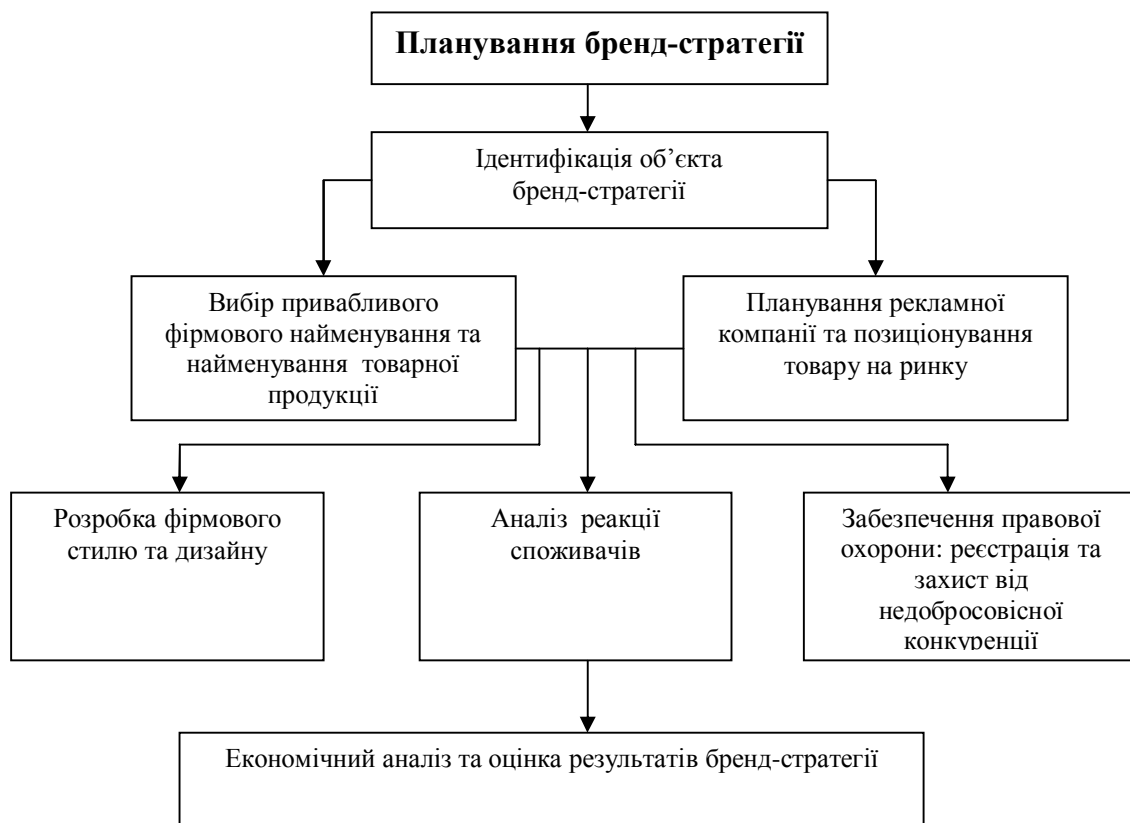 Планування бренд-стратегії
Ідентифікація об’єкта
бренд-стратегії
Вибір привабливого
фірмового найменування та
найменування товарної
продукції
Планування рекламної
компанії та позиціонування
товару на ринку
Розробка фірмового
стилю та дизайну
Аналіз реакції
споживачів
Забезпечення правової
охорони: реєстрація та
захист від
недобросовісної
конкуренції
Економічний аналіз та оцінка результатів бренд-стратегії